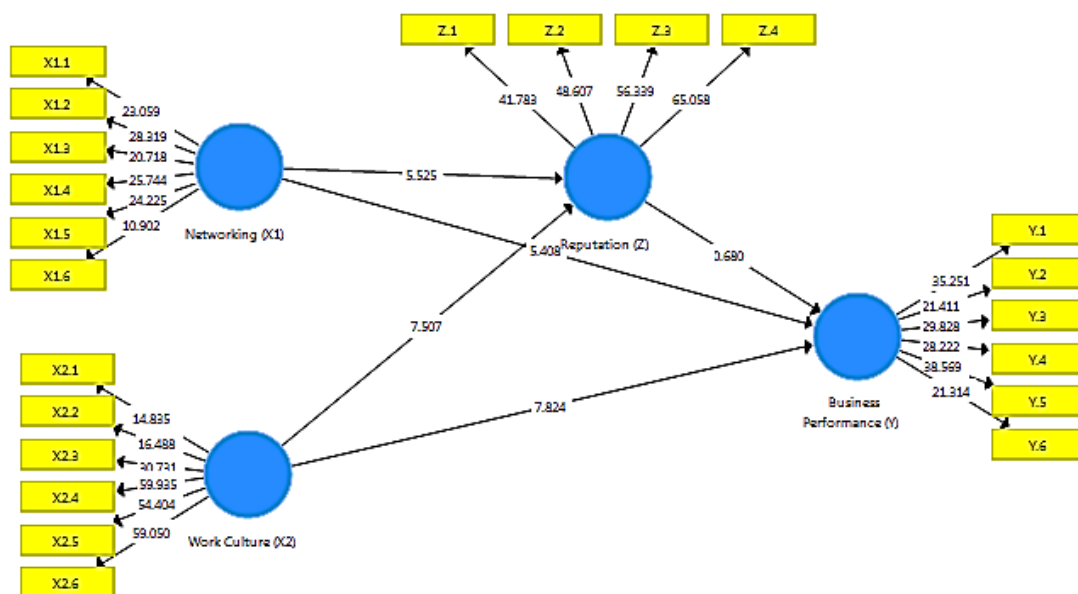 Z.1
Z.2
Z.3
Z.4
41.783
48.607
56.339
65.058
X1.1
X1.2
X1.3
X1.4
X1.5
X1.6
23.059
28.319
20.718
25.744
24.225
10.902
Networking (X1)
5.525
5.408
Reputation (Z)
Y.1
Y.2
Y.3
Y.4
Y.5
Y.6
35.251
21.411
29.828
28.222
38.569
21.314
Business
Performance (Y)
7.824
X2.1
X2.2
X2.3
X2.4
X2.5
X2.6
14.835
16.488
30.731
59.935
54.404
59.050
Work Culture (X2)